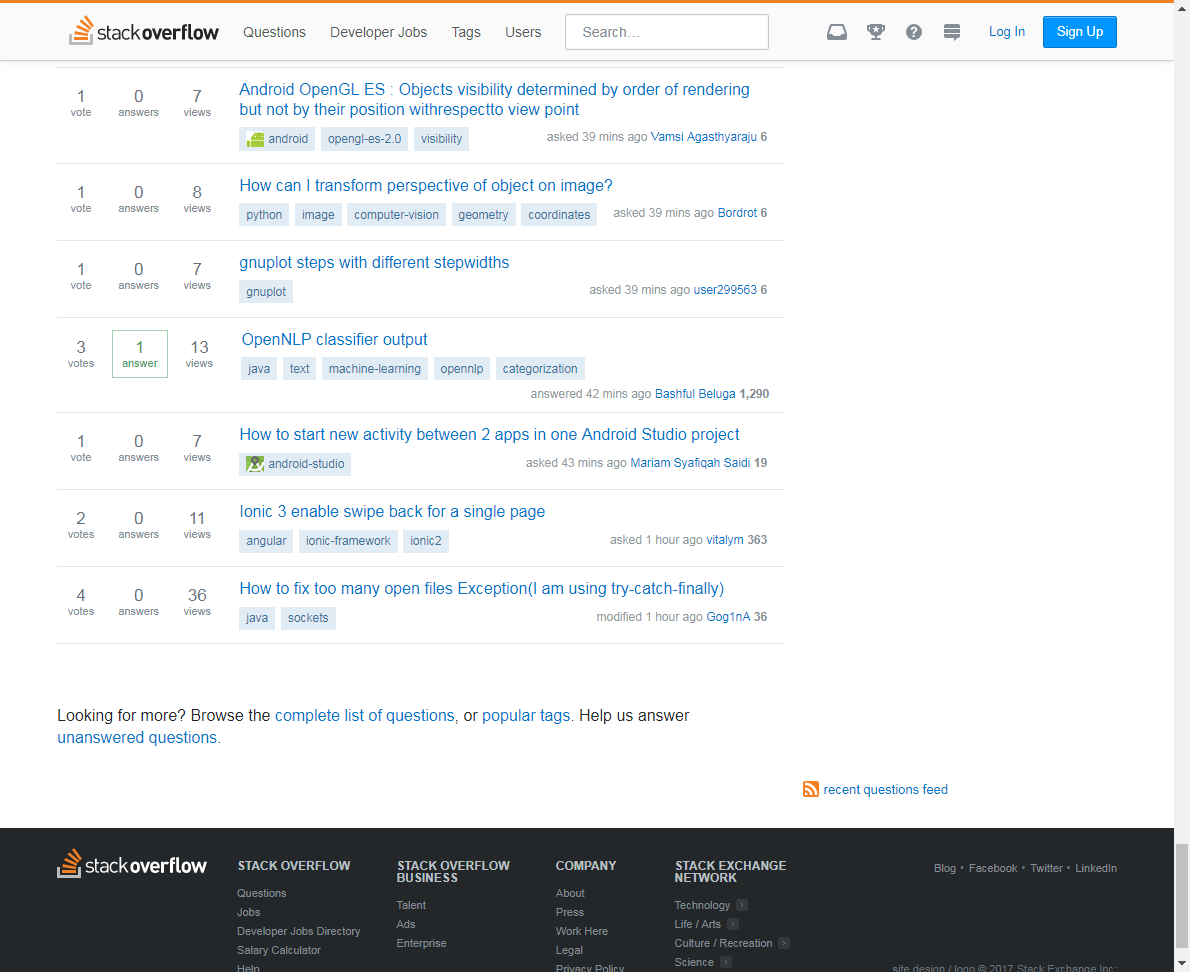 stackoverflow Questions Developer Jobs Tags Users Search... Log In Sign Up
1 0 7 Android OpenGL ES : Objects visibility determined by order of rendering
vote answers views but not by their position withrespectto view point
android opengl-es-2.0 visibility asked 39 mins ago Vamsi Agasthyaraju 6
1 0 8 How can I transform perspective of object on image?
vote answers views python image computer-vision geometry coordinates asked 39 mins ago Bordrot 6
1 0 7 gnuplot steps with different stepwidths
vote answers views gnuplot asked 39 mins ago user299563 6
3 1 13 OpenNLP classifier output
votes answer views java text machine-learning opennlp categorization
answered 42 mins ago Bashful Beluga 1,290
1 0 7 How to start new activity between 2 apps in one Android Studio project
vote answers views android-studio asked 43 mins ago Mariam Syafiqah Saidi 19
2 0 11 Ionic 3 enable swipe back for a single page
votes answers views angular ionic-framework ionic2 asked 1 hour ago vitalym 363
4 0 36 How to fix too many open files Exception(I am using try-catch-finally)
votes answers views java sockets modified 1 hour ago Gog1nA 36
Looking for more? Browse the complete list of questions, or popular tags. Help us answer
unanswered questions.
recent questions feed
stackoverflow
STACK OVERFLOW
Questions
Jobs
Developer Jobs Directory
Salary Calculator
Help
STACK OVERFLOW
BUSINESS
Talent
Ads
Enterprise
COMPANY
About
Press
Work Here
Legal
Privacy Policy
STACK EXCHANGE
NETWORK
Technology
Life / Arts
Culture / Recreation
Science
Blog • Facebook • Twitter • LinkedIn
site design / logo © 2017 Stack Exchange Inc;